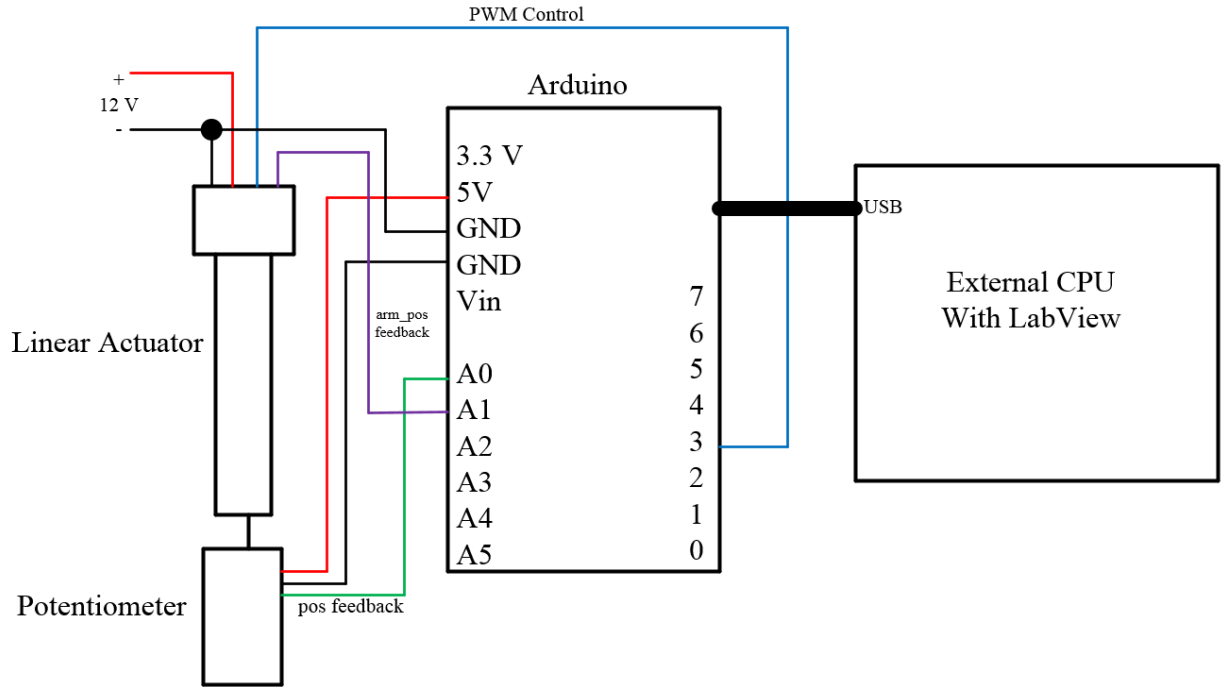 PWM Control
+
12 V
-
Arduino
3.3 V
5V
GND
GND
Vin
A0
A1
A2
A3
A4
A5
7
6
5
4
3
2
1
0
USB
External CPU
With LabView
arm_pos
feedback
Linear Actuator
Potentiometer
pos feedback